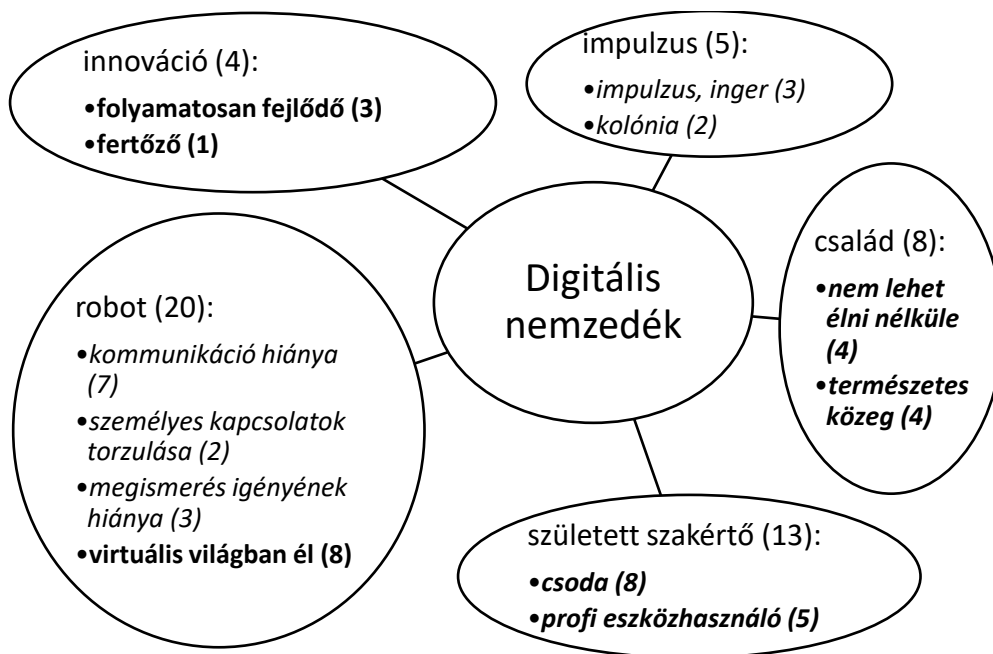 innováció (4):
•folyamatosan fejlődő (3)
•fertőző (1)
impulzus (5):
•impulzus, inger (3)
•kolónia (2)
Digitális
nemzedék
család (8):
•nem lehet
élni nélküle
(4)
•természetes
közeg (4)
robot (20):
•kommunikáció hiánya
(7)
•személyes kapcsolatok
torzulása (2)
•megismerés igényének
hiánya (3)
•virtuális világban él (8)
született szakértő (13):
•csoda (8)
•profi eszközhasználó (5)